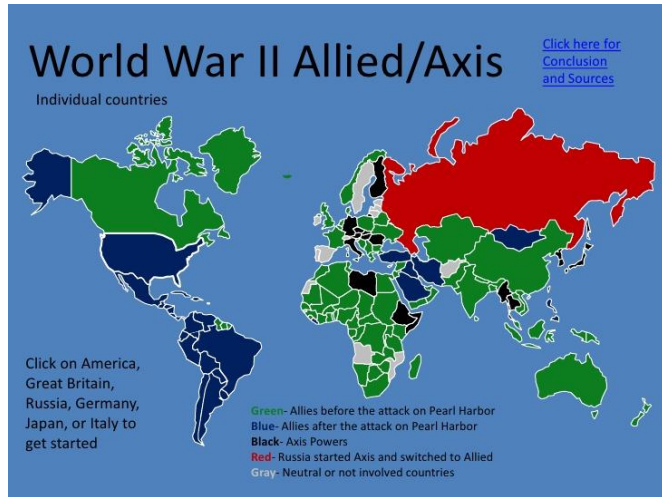 World War II Allied/Axis
Click here for
Conclusion
and Sources
Individual countries
Click on America,
Great Britain,
Russia, Germany,
Japan, or Italy to
get started
Green- Allies before the attack on Pearl Harbor
Blue- Allies after the attack on Pearl Harbor
Black- Axis Powers
Red- Russia started Axis and switched to Allied
Gray- Neutral or not involved countries